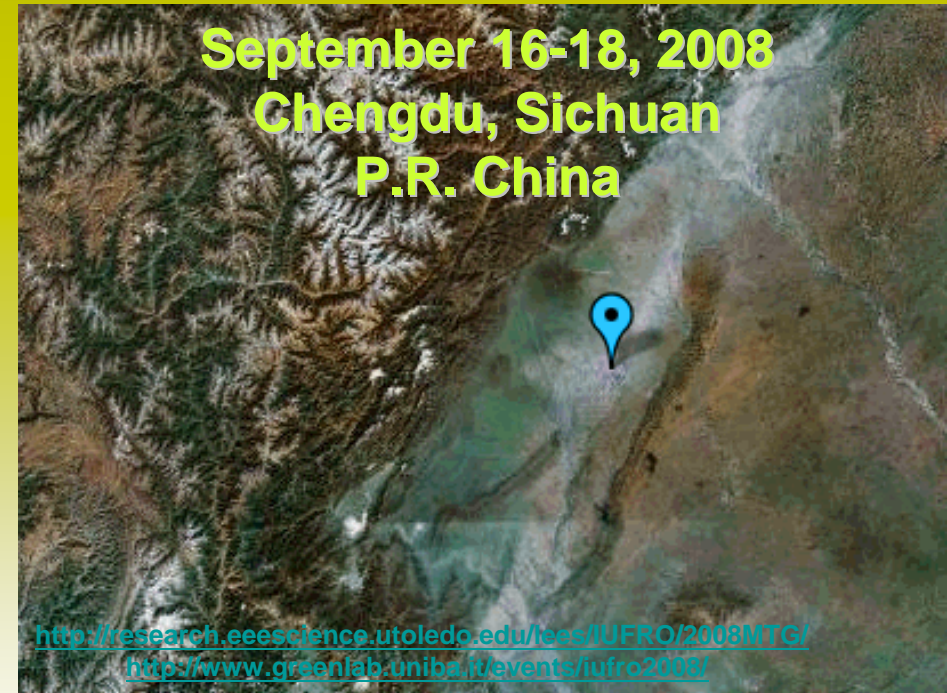 September 16-18, 2008
Chengdu, Sichuan
P.R. China
http://research.eeescience.utoledo.edu/lees/IUFRO/2008MTG/
http://www.greenlab.uniba.it/events/iufro2008/